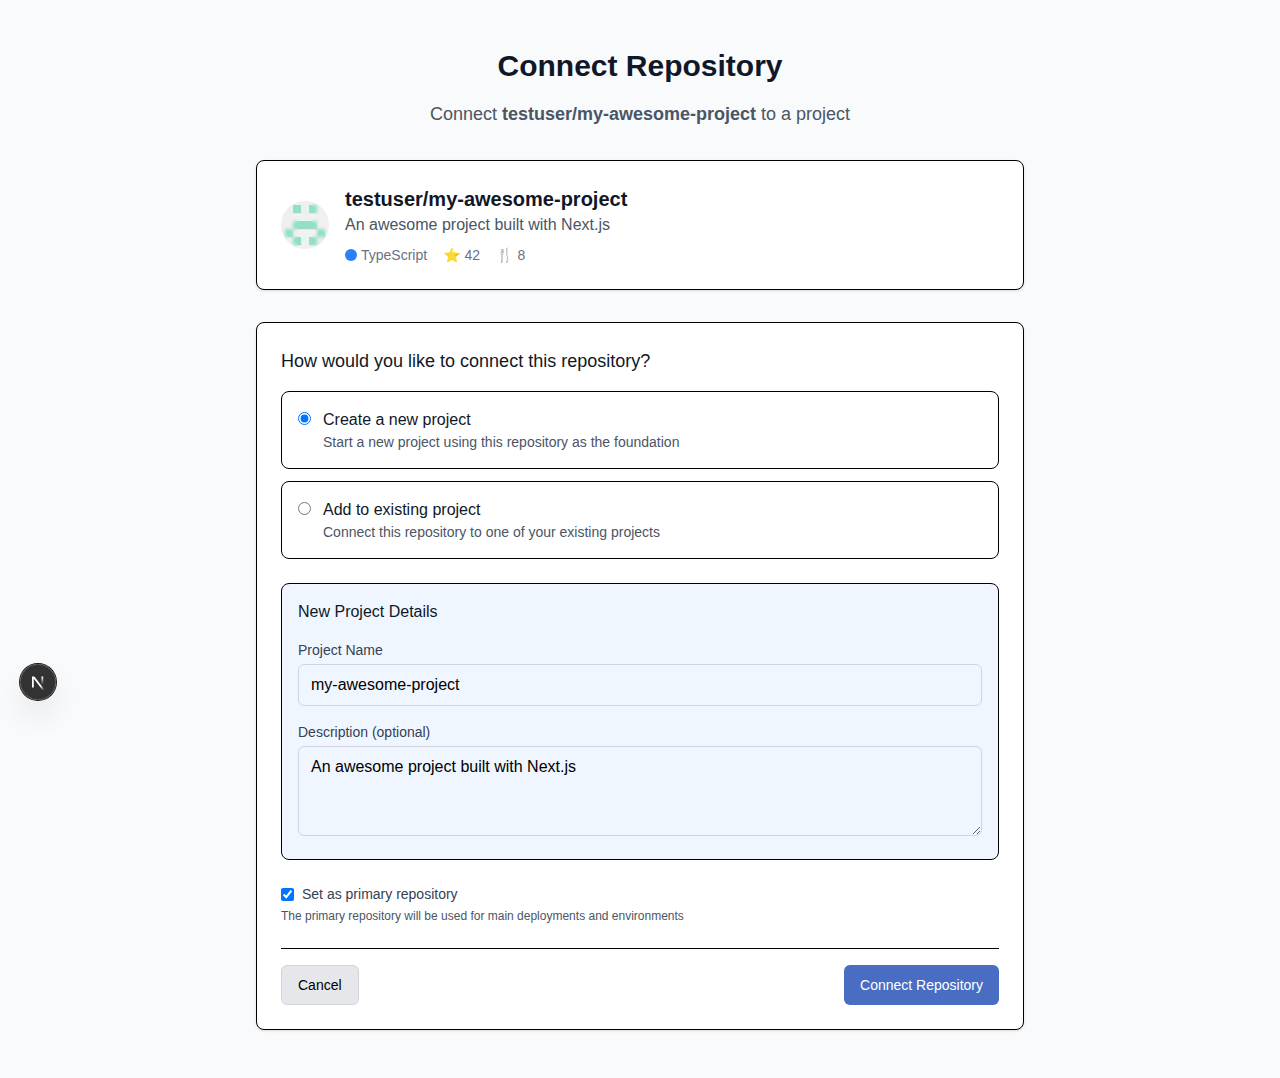 Connect Repository
Connect testuser/my-awesome-project to a project
testuser/my-awesome-project
An awesome project built with Next.js
TypeScript ⭐ 42 🍴 8
How would you like to connect this repository?
Create a new project
Start a new project using this repository as the foundation
Add to existing project
Connect this repository to one of your existing projects
New Project Details
Project Name
my-awesome-project
N
Description (optional)
An awesome project built with Next.js
Set as primary repository
The primary repository will be used for main deployments and environments
Cancel Connect Repository